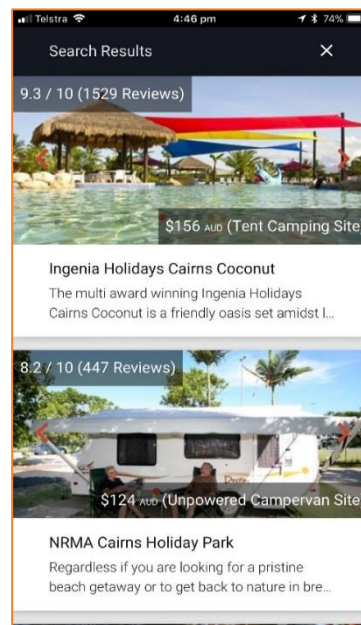 Telstra 4:46 pm 74%
Search Results
9.3 / 10 (1529 Reviews)
$156 AUD (Tent Camping Site
Ingenia Holidays Cairns Coconut
The multi award winning Ingenia Holidays
Cairns Coconut is a friendly oasis set amidst l...
8.2 / 10 (447 Reviews)
$124 AUD (Unpowered Campervan Site
NRMA Cairns Holiday Park
Regardless if you are looking for a pristine
beach getaway or to get back to nature in bre...